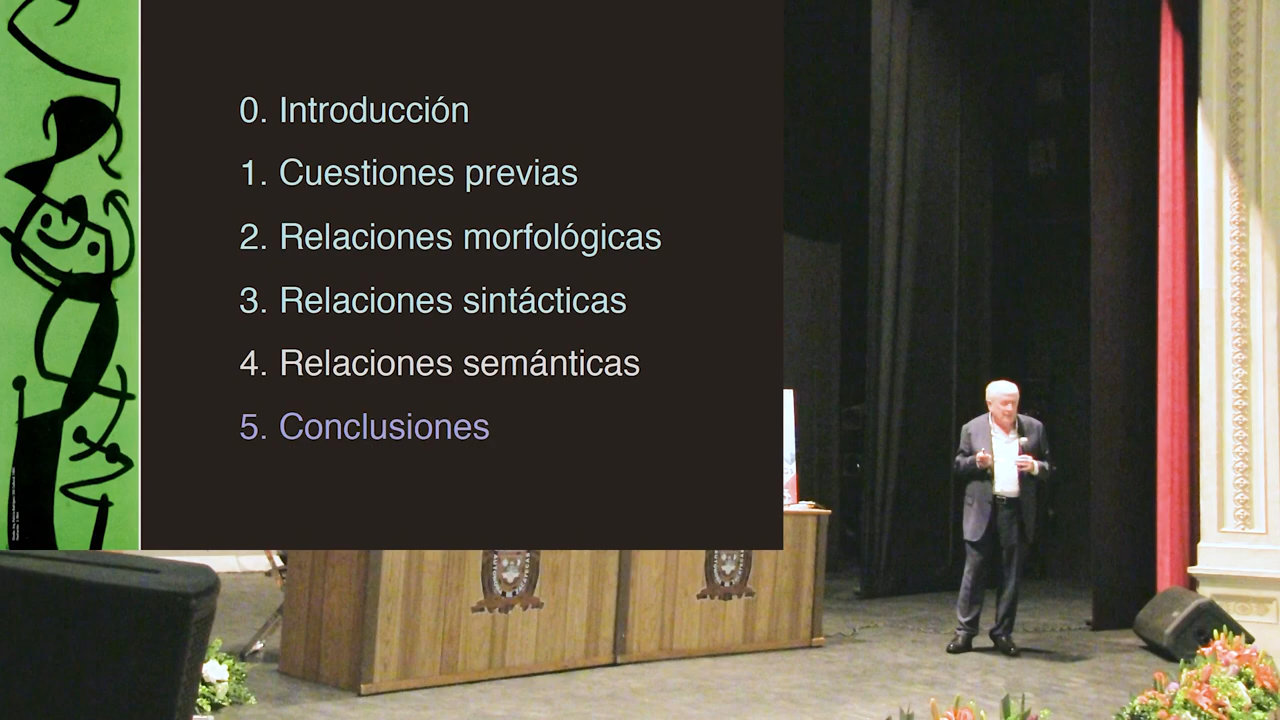 0. Introducción
1. Cuestiones previas
2. Relaciones morfológicas
3. Relaciones sintácticas
4. Relaciones semánticas
5. Conclusiones